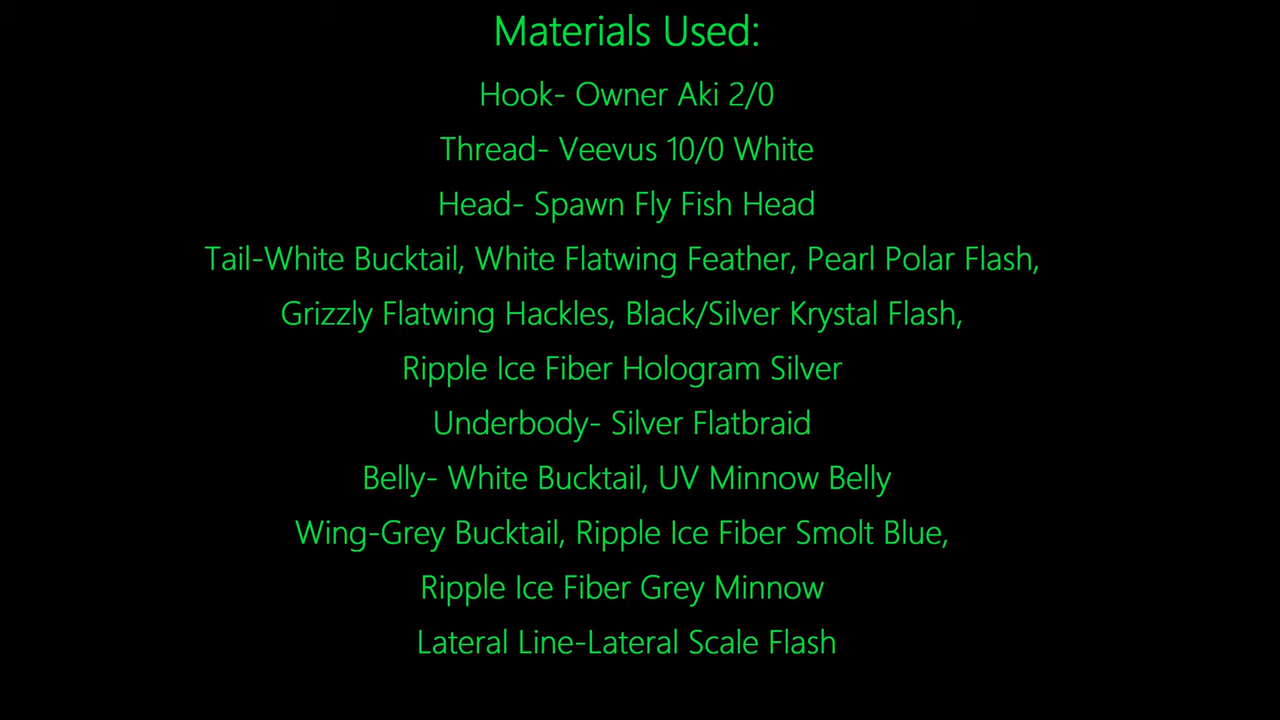 Materials Used:
Hook- Owner Aki 2/0
Thread- Veevus 10/0 White
Head- Spawn Fly Fish Head
Tail-White Bucktail, White Flatwing Feather, Pearl Polar Flash,
Grizzly Flatwing Hackles, Black/Silver Krystal Flash,
Ripple Ice Fiber Hologram Silver
Underbody- Silver Flatbraid
Belly- White Bucktail, UV Minnow Belly
Wing-Grey Bucktail, Ripple Ice Fiber Smolt Blue,
Ripple Ice Fiber Grey Minnow
Lateral Line-Lateral Scale Flash